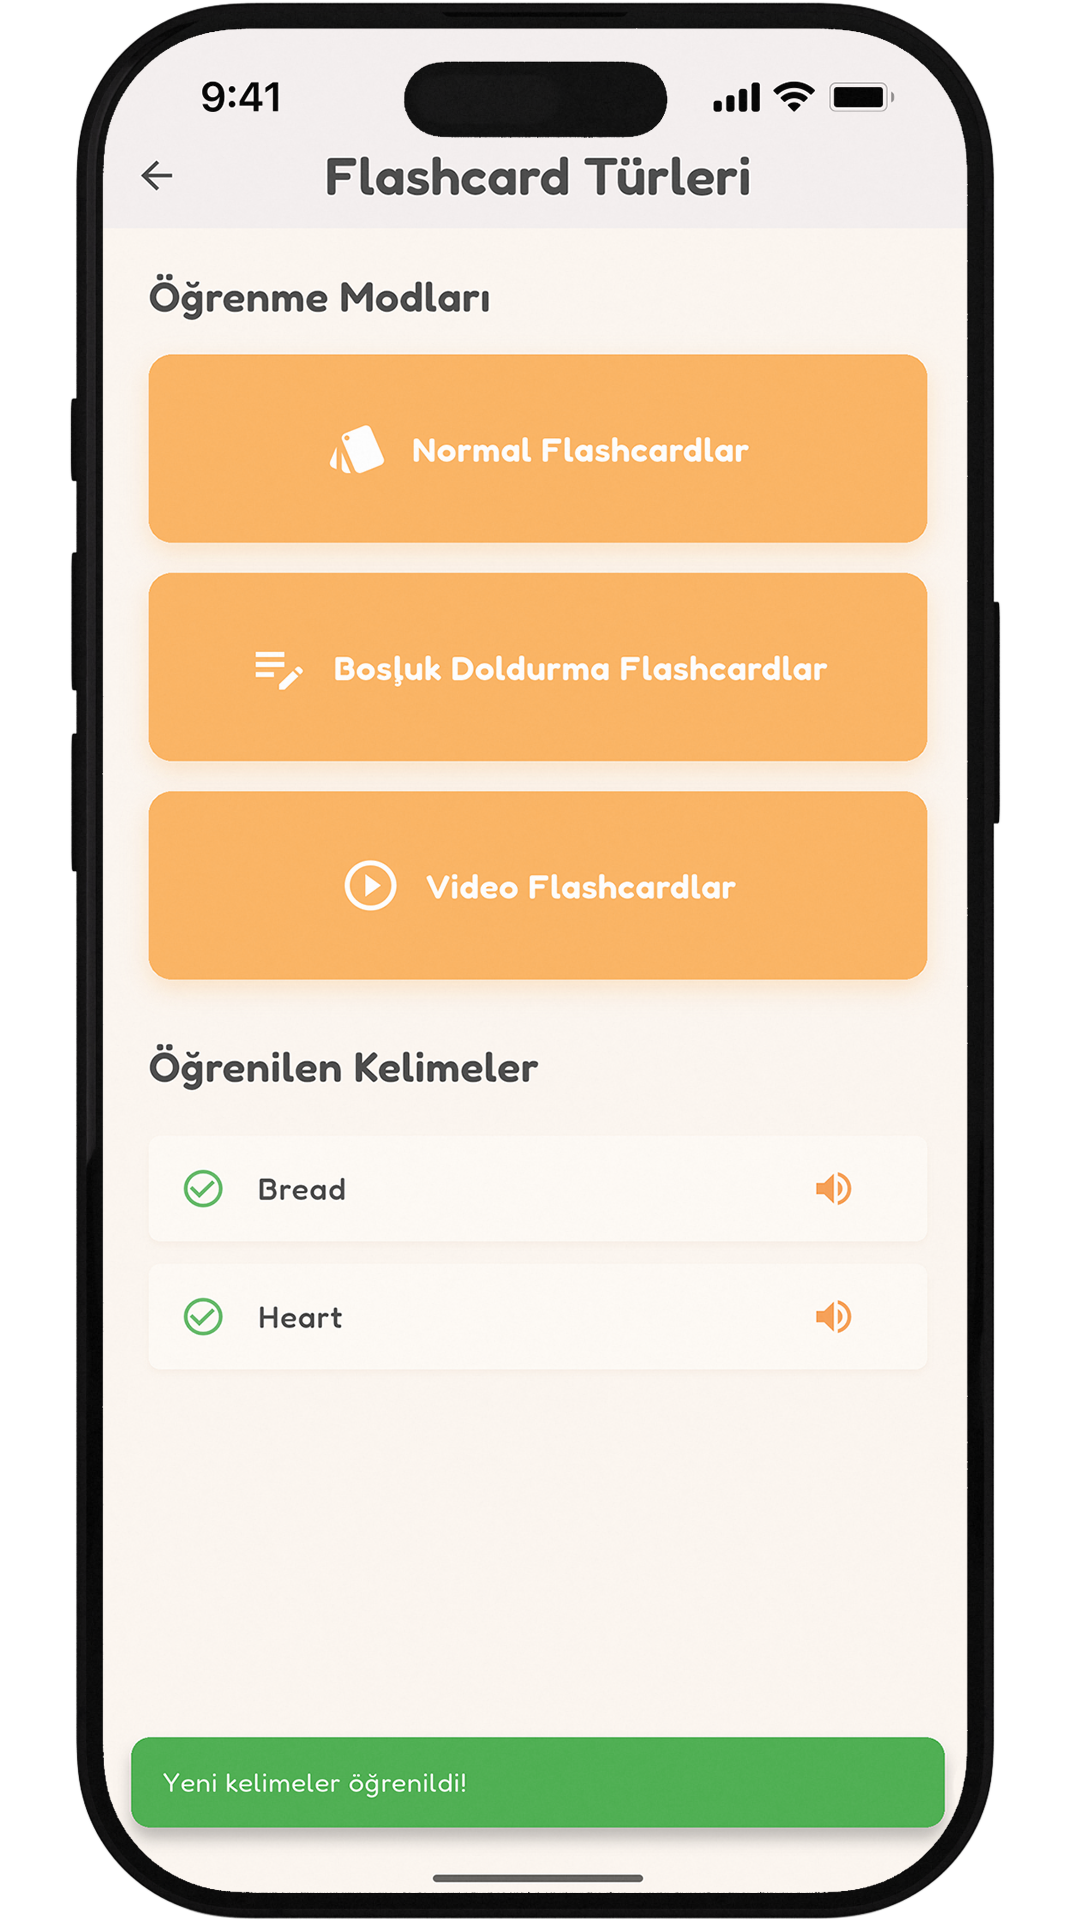 9:41
Flashcard Türleri
Öğrenme Modları
Normal Flashcardlar
Boşluk Doldurma Flashcardlar
Video Flashcardlar
Öğrenilen Kelimeler
Bread
Heart
Yeni kelimeler öğrenildi!